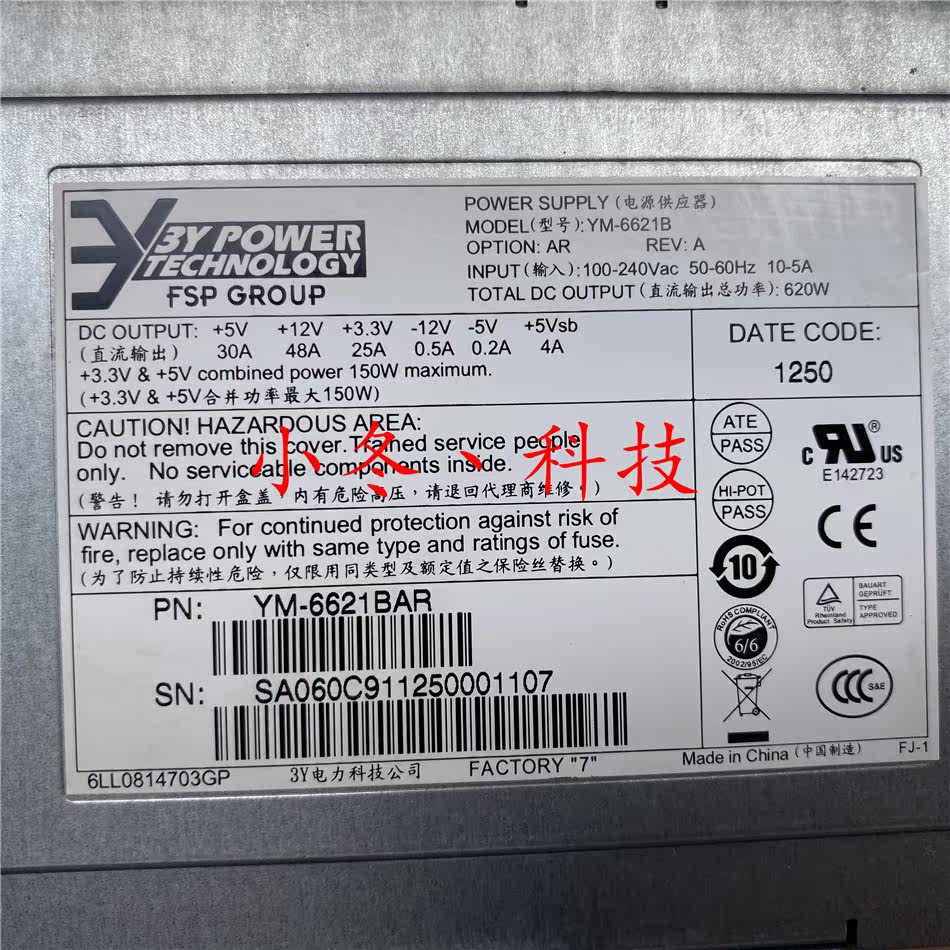 3Y POWER
TECHNOLOGY
FSP GROUP
POWER SUPPLY (电源供应器)
MODEL(型号):YM-6621B
OPTION: AR REV: A
INPUT(输入):100-240Vac 50-60Hz 10-5A
TOTAL DC OUTPUT(直流输出总功率):620W
DC OUTPUT: +5V +12V +3.3V -12V -5V +5Vsb
(直流输出) 30A 48A 25A 0.5A 0.2A 4A
+3.3V & +5V combined power 150W maximum.
(+3.3V & +5V合并功率最大150W)
DATE CODE:
1250
CAUTION! HAZARDOUS AREA:
Do not remove this cover. Trained service people
only. No serviceable components inside.
(警告！请勿打开盒盖，内有危险高压，请退回代理商维修。)
小冬、科技
WARNING: For continued protection against risk of
fire, replace only with same type and ratings of fuse.
(为了防止持续性危险，仅限用同类型及额定值之保险丝替换。)
PN: YM-6621BAR
SN: SA060C911250001107
ATE
PASS
HI-POT
PASS
10
RoHS COMPLIANT
6/6
2002/95/EC
c RU ® US
E142723
CE
TÜV
Rheinland
Product Safety
BAUART
GEPRÜFT
TYPE
APPROVED
CCC S&E
6LL0814703GP 3Y电力科技公司 FACTORY "7" Made in China (中国制造) FJ-1